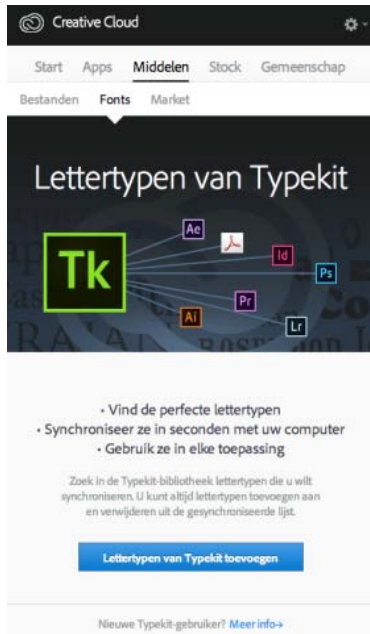 Creative Cloud
Start Apps Middelen Stock Gemeenschap
Bestanden Fonts Market
Lettertypen van Typekit
Ae
Id
Tk
Ps
Pr
Ai
Lr
• Vind de perfecte lettertypen
• Synchroniseer ze in seconden met uw computer
• Gebruik ze in elke toepassing
Zoek in de Typekit-bibliotheek lettertypen die u wilt
synchroniseren. U kunt altijd lettertypen toevoegen aan
en verwijderen uit de gesynchroniseerde lijst.
Lettertypen van Typekit toevoegen
Nieuwe Typekit-gebruiker? Meer info→